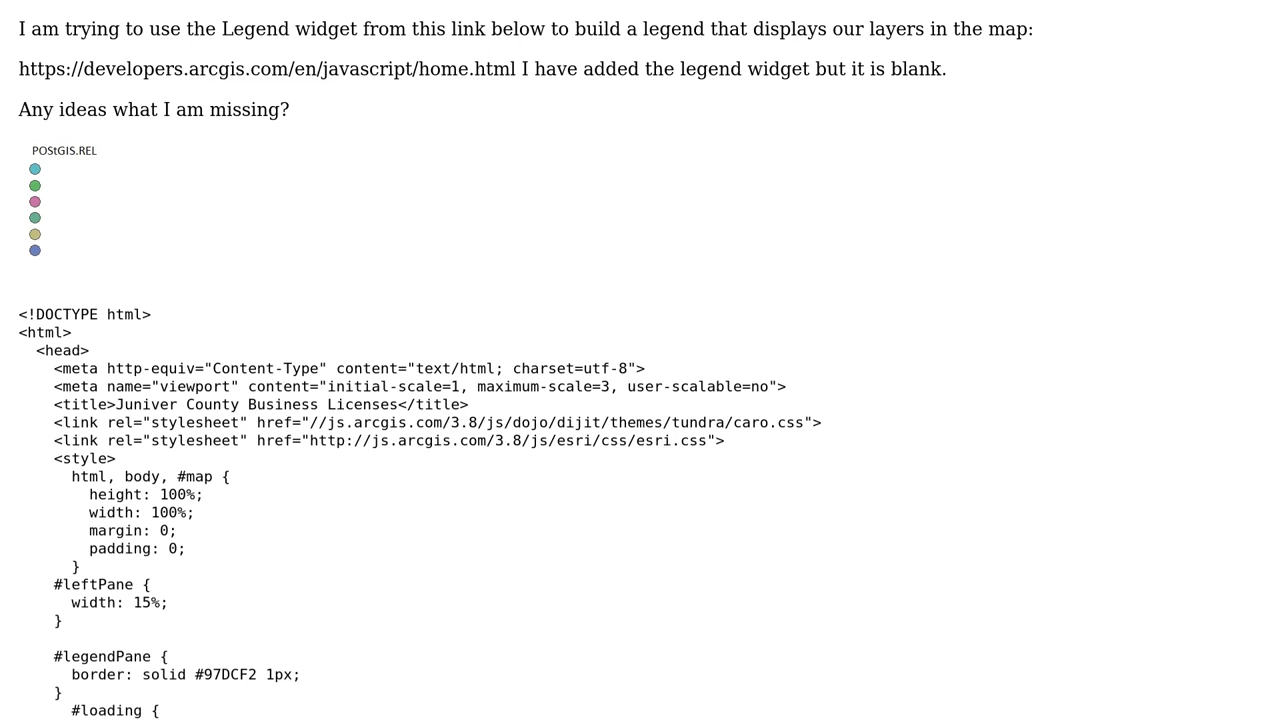 I am trying to use the Legend widget from this link below to build a legend that displays our layers in the map:
https://developers.arcgis.com/en/javascript/home.html I have added the legend widget but it is blank.
Any ideas what I am missing?
POStGIS.REL
<!DOCTYPE html>
<html>
  <head>
    <meta http-equiv="Content-Type" content="text/html; charset=utf-8">
    <meta name="viewport" content="initial-scale=1, maximum-scale=3, user-scalable=no">
    <title>Juniver County Business Licenses</title>
    <link rel="stylesheet" href="//js.arcgis.com/3.8/js/dojo/dijit/themes/tundra/caro.css">
    <link rel="stylesheet" href="http://js.arcgis.com/3.8/js/esri/css/esri.css">
    <style>
      html, body, #map {
        height: 100%;
        width: 100%;
        margin: 0;
        padding: 0;
      }
    #leftPane {
      width: 15%;
    }
    #legendPane {
      border: solid #97DCF2 1px;
    }
      #loading {